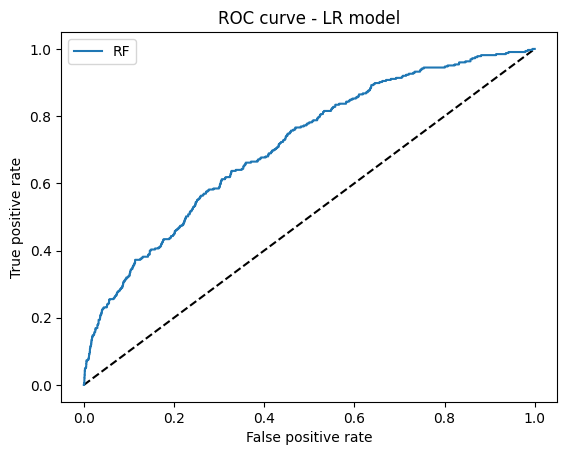 ROC curve - LR model
RF
True positive rate
1.0
0.8
0.6
0.4
0.2
0.0
0.0 0.2 0.4 0.6 0.8 1.0
False positive rate